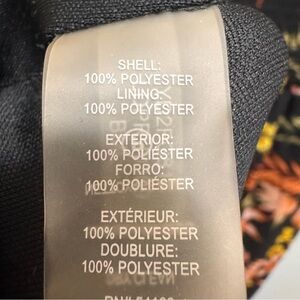 SHELL:
100% POLYESTER
LINING:
100% POLYESTER
EXTERIOR:
100% POLIÉSTER
FORRO:
100% POLIÉSTER
EXTÉRIEUR:
100% POLYESTER
DOUBLURE:
100% POLYESTER